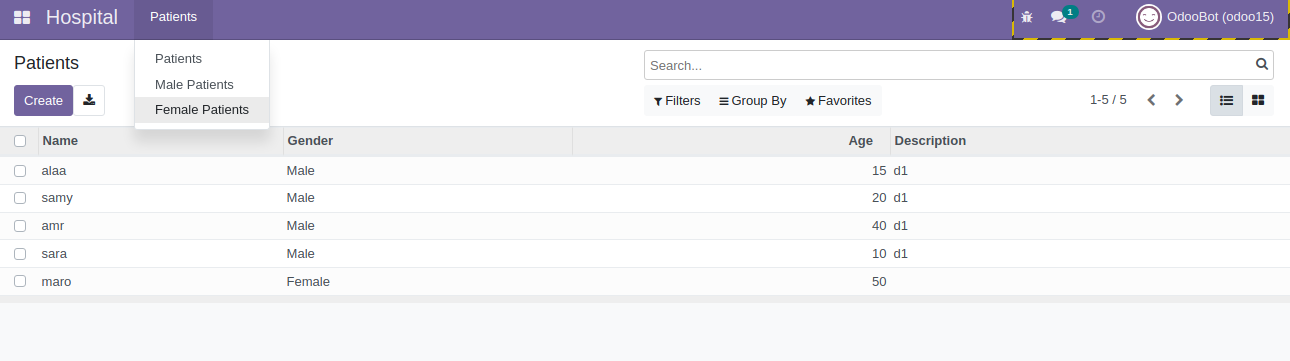 Hospital Patients 1 OdooBot (odoo15)
Patients
Patients
Male Patients
Female Patients
Search...
Create
Filters Group By Favorites 1-5 / 5
Name Gender Age Description
alaa Male 15 d1
samy Male 20 d1
amr Male 40 d1
sara Male 10 d1
maro Female 50